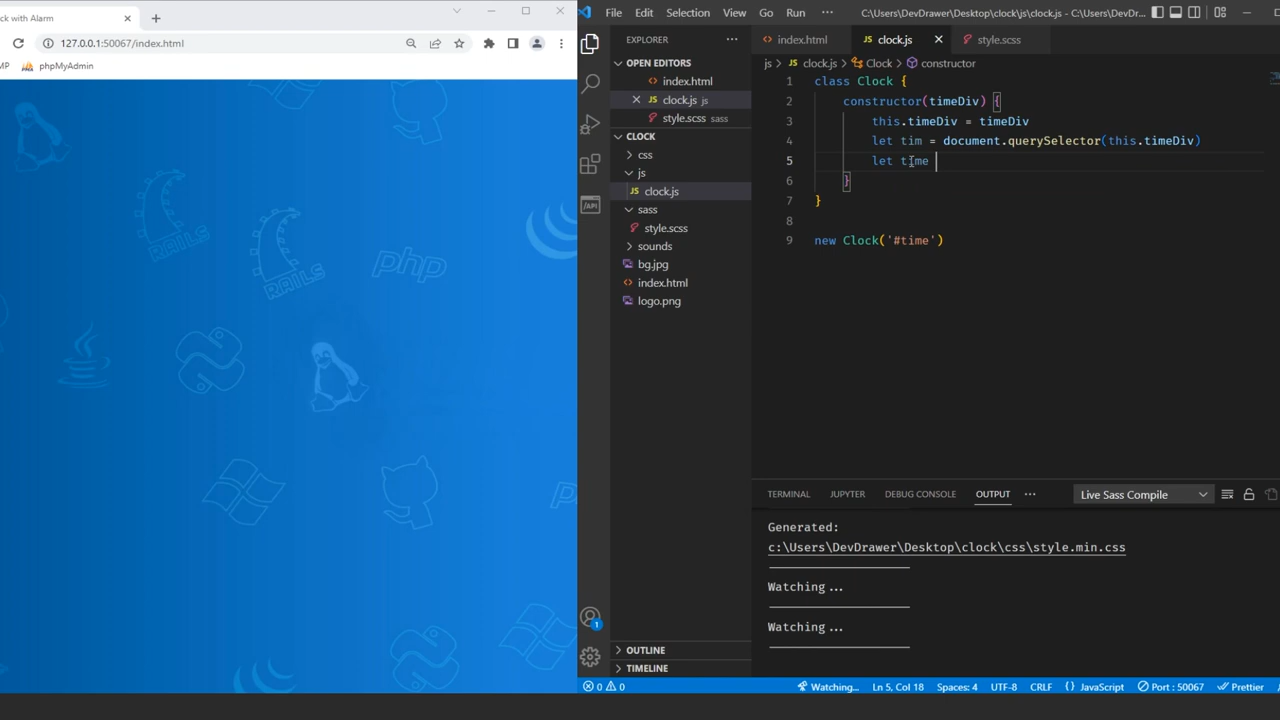 ck with Alarm
127.0.0.1:50067/index.html
MP
phpMyAdmin
RAILS
RAILS
php
P
File Edit Selection View Go Run ···
C:\Users\DevDrawer\Desktop\clock\js\clock.js - C:\Users\DevDr...
EXPLORER
OPEN EDITORS
index.html
clock.js js
style.scss sass
CLOCK
css
js
clock.js
sass
style.scss
sounds
bg.jpg
index.html
logo.png
OUTLINE
TIMELINE
index.html
clock.js
style.scss
js > clock.js > Clock > constructor
1 class Clock {
2 constructor(timeDiv) {
3 this.timeDiv = timeDiv
4 let tim = document.querySelector(this.timeDiv)
5 let time
6 }
7 }
8
9 new Clock('#time')
TERMINAL JUPYTER DEBUG CONSOLE OUTPUT ···
Live Sass Compile
Generated:
c:\Users\DevDrawer\Desktop\clock\css\style.min.css
Watching...
Watching...
1
0 0
Watching...
Ln 5, Col 18
Spaces: 4
UTF-8
CRLF
{} JavaScript
Port : 50067
Prettier